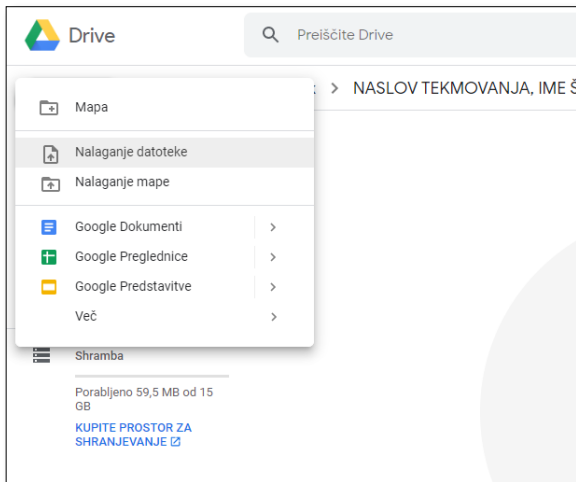 Drive
Preiščite Drive
NASLOV TEKMOVANJA, IME Š
Mapa
Nalaganje datoteke
Nalaganje mape
Google Dokumenti
Google Preglednice
Google Predstavitve
Več
Shramba
Porabljeno 59,5 MB od 15
GB
KUPITE PROSTOR ZA
SHRANJEVANJE